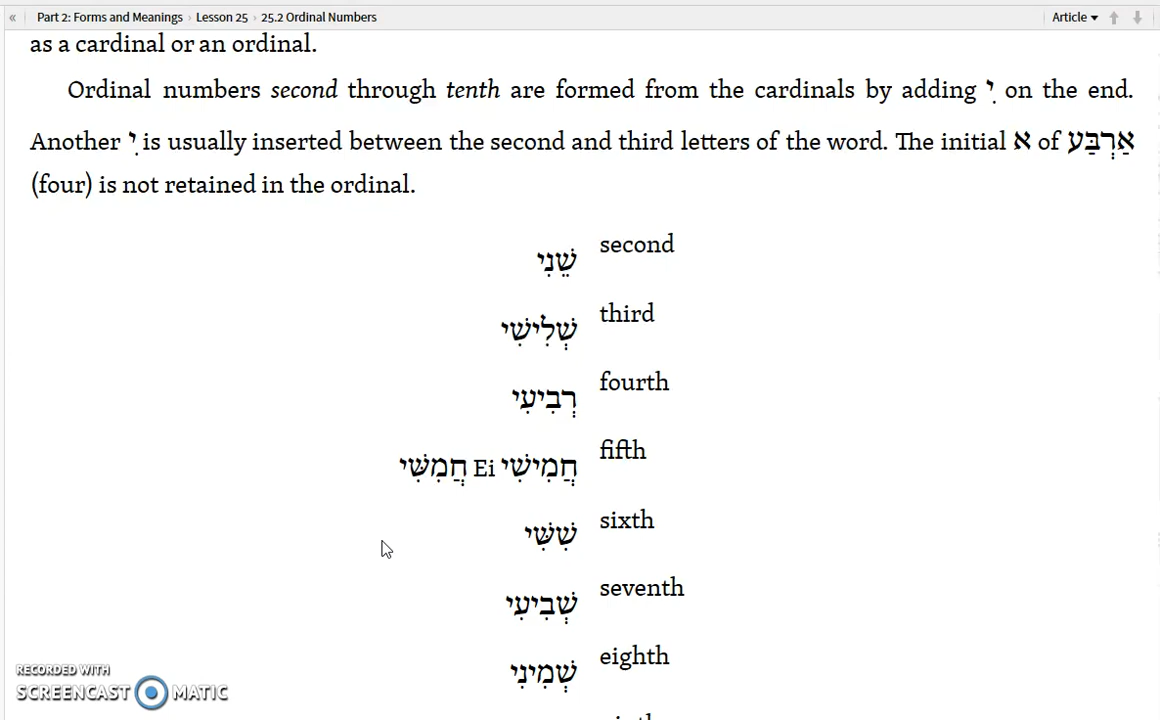 « Part 2: Forms and Meanings › Lesson 25 › 25.2 Ordinal Numbers Article
as a cardinal or an ordinal.
Ordinal numbers second through tenth are formed from the cardinals by adding ִי on the end.
Another ִי is usually inserted between the second and third letters of the word. The initial א of אַרְבַּע
(four) is not retained in the ordinal.
שֵׁנִי second
שְׁלִישִׁי third
רְבִיעִי fourth
חֲמִישִׁי Ei חֲמִשִּׁי fifth
שִׁשִּׁי sixth
שְׁבִיעִי seventh
שְׁמִינִי eighth
RECORDED WITH
SCREENCAST MATIC